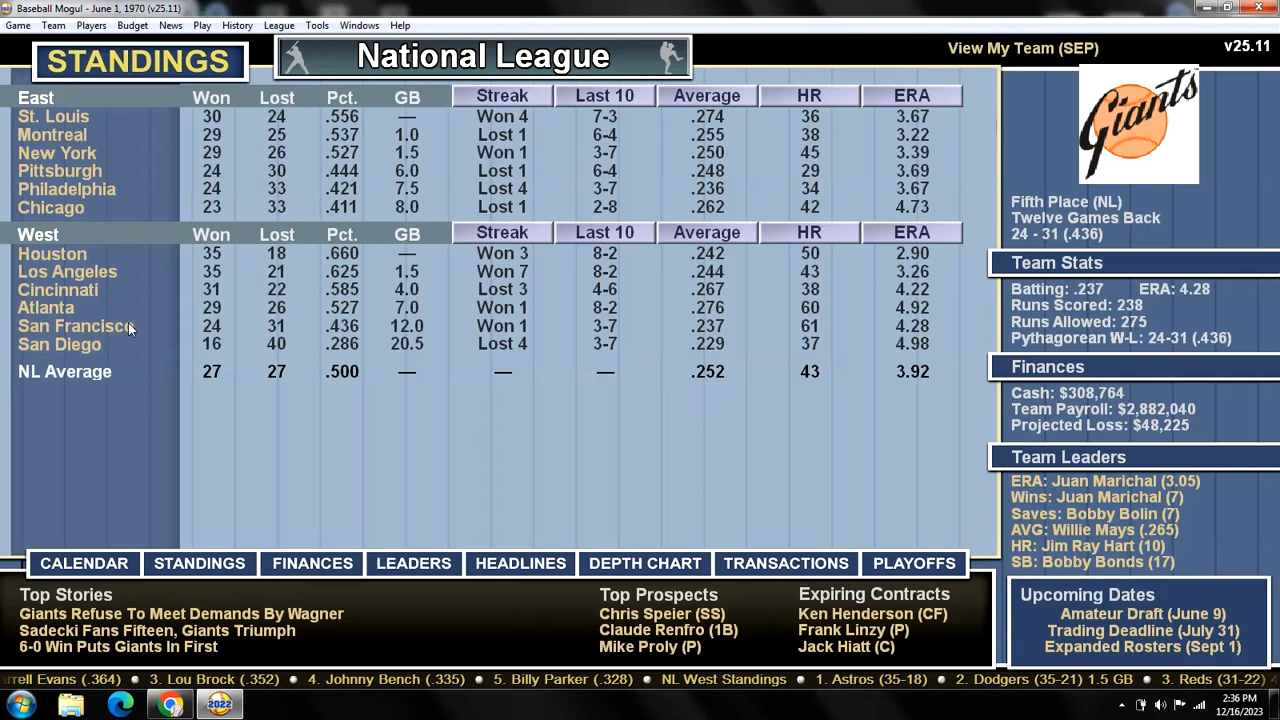 Baseball Mogul - June 1, 1970 (v25.11)
Game Team Players Budget News Play History League Tools Windows Help
STANDINGS National League View My Team (SEP) v25.11
East Won Lost Pct. GB Streak Last 10 Average HR ERA
St. Louis 30 24 .556 — Won 4 7-3 .274 36 3.67
Montreal 29 25 .537 1.0 Lost 1 6-4 .255 38 3.22
New York 29 26 .527 1.5 Won 1 3-7 .250 45 3.39
Pittsburgh 24 30 .444 6.0 Lost 1 6-4 .248 29 3.69
Philadelphia 24 33 .421 7.5 Lost 4 3-7 .236 34 3.67
Chicago 23 33 .411 8.0 Lost 1 2-8 .262 42 4.73
West Won Lost Pct. GB Streak Last 10 Average HR ERA
Houston 35 18 .660 — Won 3 8-2 .242 50 2.90
Los Angeles 35 21 .625 1.5 Won 7 8-2 .244 43 3.26
Cincinnati 31 22 .585 4.0 Lost 3 4-6 .267 38 4.22
Atlanta 29 26 .527 7.0 Won 1 8-2 .276 60 4.92
San Francisco 24 31 .436 12.0 Won 1 3-7 .237 61 4.28
San Diego 16 40 .286 20.5 Lost 4 3-7 .229 37 4.98
NL Average 27 27 .500 — — — .252 43 3.92
Giants
Fifth Place (NL)
Twelve Games Back
24 - 31 (.436)
Team Stats
Batting: .237 ERA: 4.28
Runs Scored: 238
Runs Allowed: 275
Pythagorean W-L: 24-31 (.436)
Finances
Cash: $308,764
Team Payroll: $2,882,040
Projected Loss: $48,225
Team Leaders
ERA: Juan Marichal (3.05)
Wins: Juan Marichal (7)
Saves: Bobby Bolin (7)
AVG: Willie Mays (.265)
HR: Jim Ray Hart (10)
SB: Bobby Bonds (17)
CALENDAR STANDINGS FINANCES LEADERS HEADLINES DEPTH CHART TRANSACTIONS PLAYOFFS
Top Stories
Giants Refuse To Meet Demands By Wagner
Sadecki Fans Fifteen, Giants Triumph
6-0 Win Puts Giants In First
Top Prospects
Chris Speier (SS)
Claude Renfro (1B)
Mike Proly (P)
Expiring Contracts
Ken Henderson (CF)
Frank Linzy (P)
Jack Hiatt (C)
Upcoming Dates
Amateur Draft (June 9)
Trading Deadline (July 31)
Expanded Rosters (Sept 1)
rrell Evans (.364) 3. Lou Brock (.352) 4. Johnny Bench (.335) 5. Billy Parker (.328) NL West Standings 1. Astros (35-18) 2. Dodgers (35-21) 1.5 GB 3. Reds (31-22) 4
2022
2:36 PM
12/16/2023